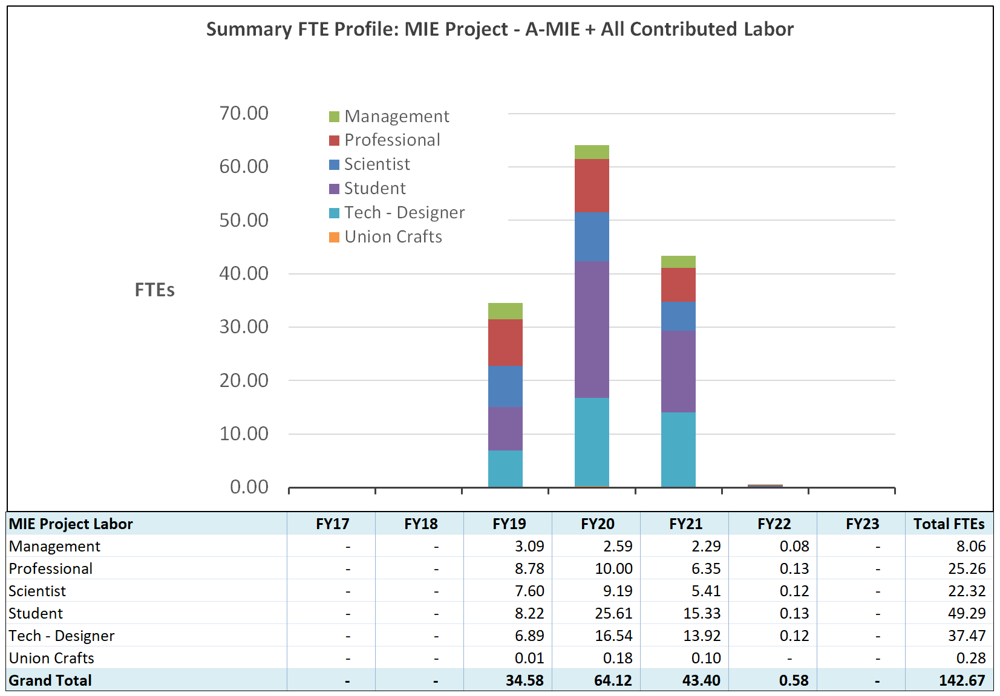 Summary FTE Profile: MIE Project - A-MIE + All Contributed Labor
70.00
60.00
50.00
40.00
30.00
20.00
10.00
0.00
FTEs
Management
Professional
Scientist
Student
Tech - Designer
Union Crafts
MIE Project Labor FY17 FY18 FY19 FY20 FY21 FY22 FY23 Total FTEs
Management - - 3.09 2.59 2.29 0.08 - 8.06
Professional - - 8.78 10.00 6.35 0.13 - 25.26
Scientist - - 7.60 9.19 5.41 0.12 - 22.32
Student - - 8.22 25.61 15.33 0.13 - 49.29
Tech - Designer - - 6.89 16.54 13.92 0.12 - 37.47
Union Crafts - - 0.01 0.18 0.10 - - 0.28
Grand Total - - 34.58 64.12 43.40 0.58 - 142.67